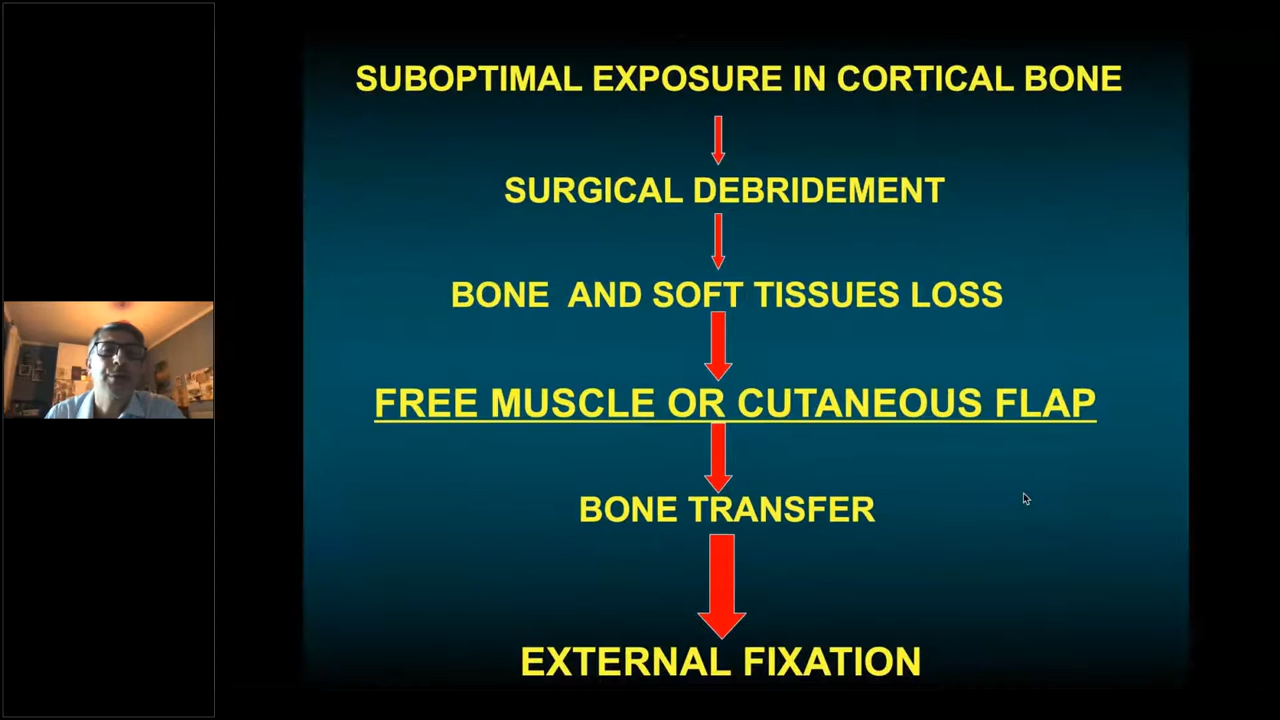 SUBOPTIMAL EXPOSURE IN CORTICAL BONE
SURGICAL DEBRIDEMENT
BONE AND SOFT TISSUES LOSS
FREE MUSCLE OR CUTANEOUS FLAP
BONE TRANSFER
EXTERNAL FIXATION